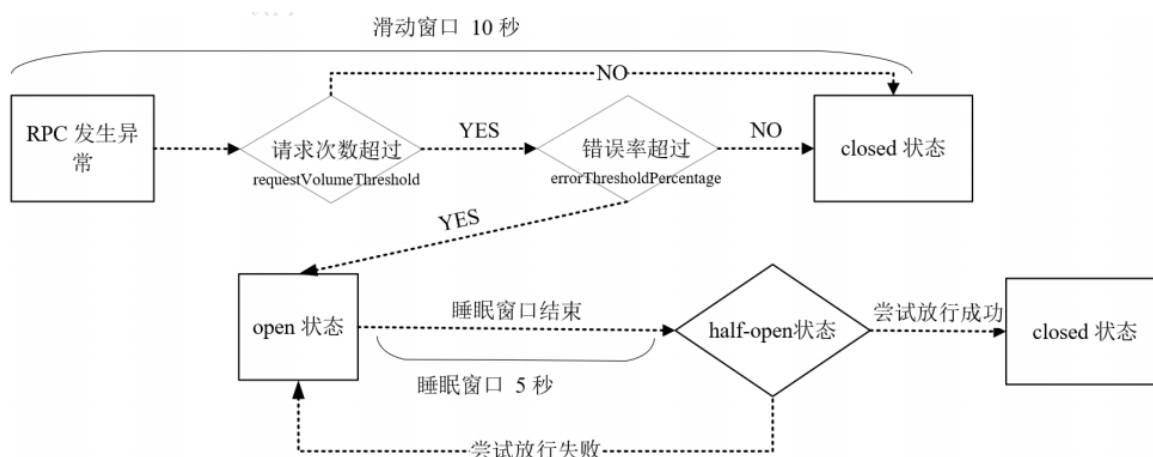 滑动窗口 10 秒
NO
RPC 发生异
常
请求次数超过
requestVolumeThreshold
YES
错误率超过
errorThresholdPercentage
NO
closed 状态
YES
open 状态
睡眠窗口结束
睡眠窗口 5 秒
half-open状态
尝试放行成功
closed 状态
尝试放行失败